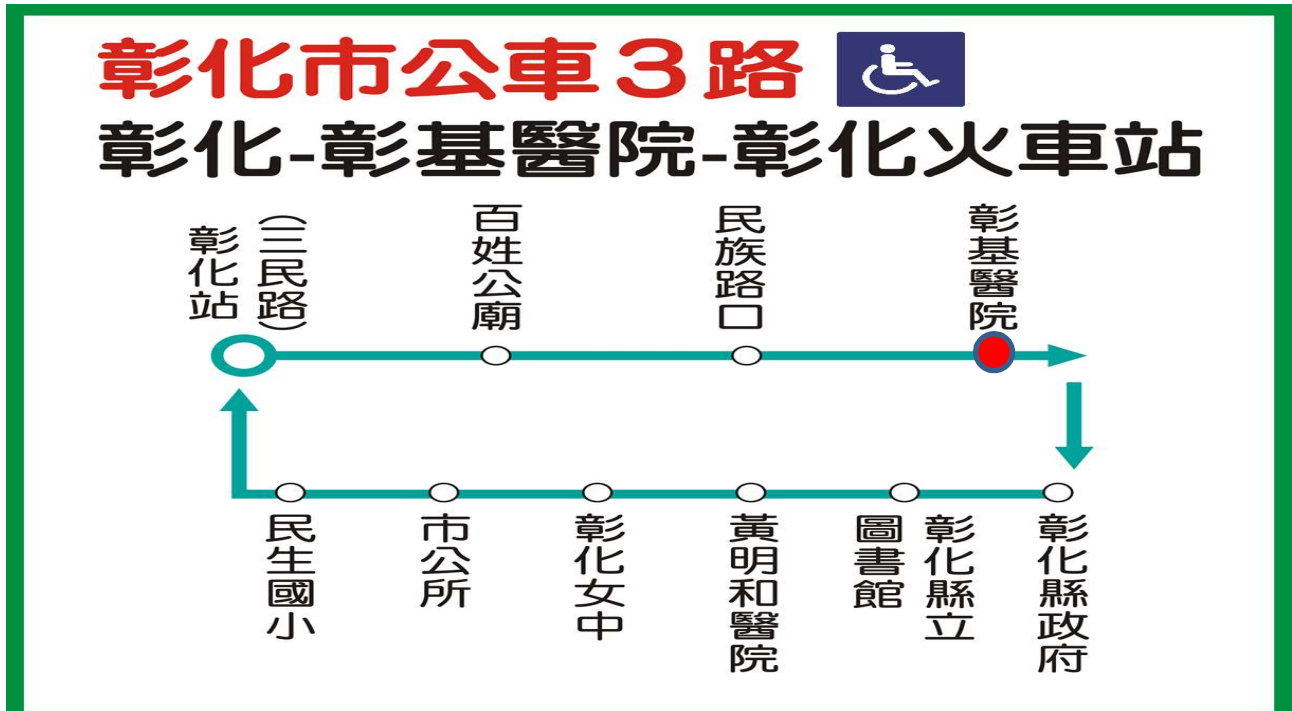 彰化市公車3路
彰化-彰基醫院-彰化火車站
彰化站
(三民路)
百姓公廟
民族路口
彰基醫院
民生國小
市公所
彰化女中
黃明和醫院
彰化縣立
圖書館
彰化縣政府